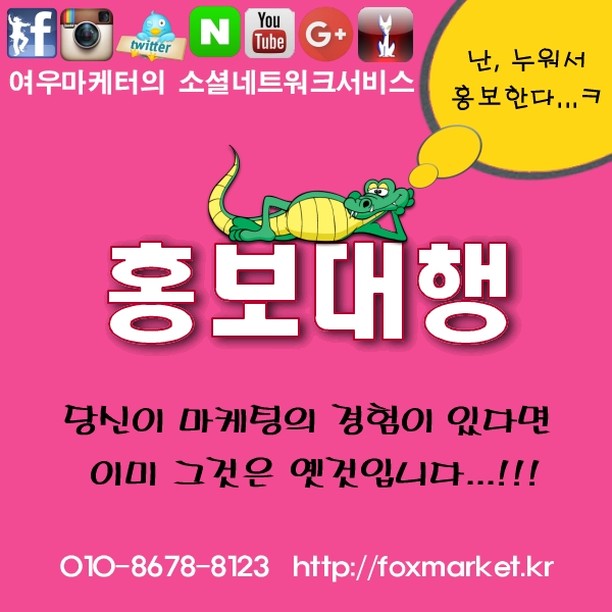 f
twitter
N
You
Tube
G+
여우마케터의 소셜네트워크서비스
난, 누워서
홍보한다...ㅋ
홍보대행
당신이 마케팅의 경험이 있다면
이미 그것은 옛것입니다...!!!
010-8678-8123 http://foxmarket.kr